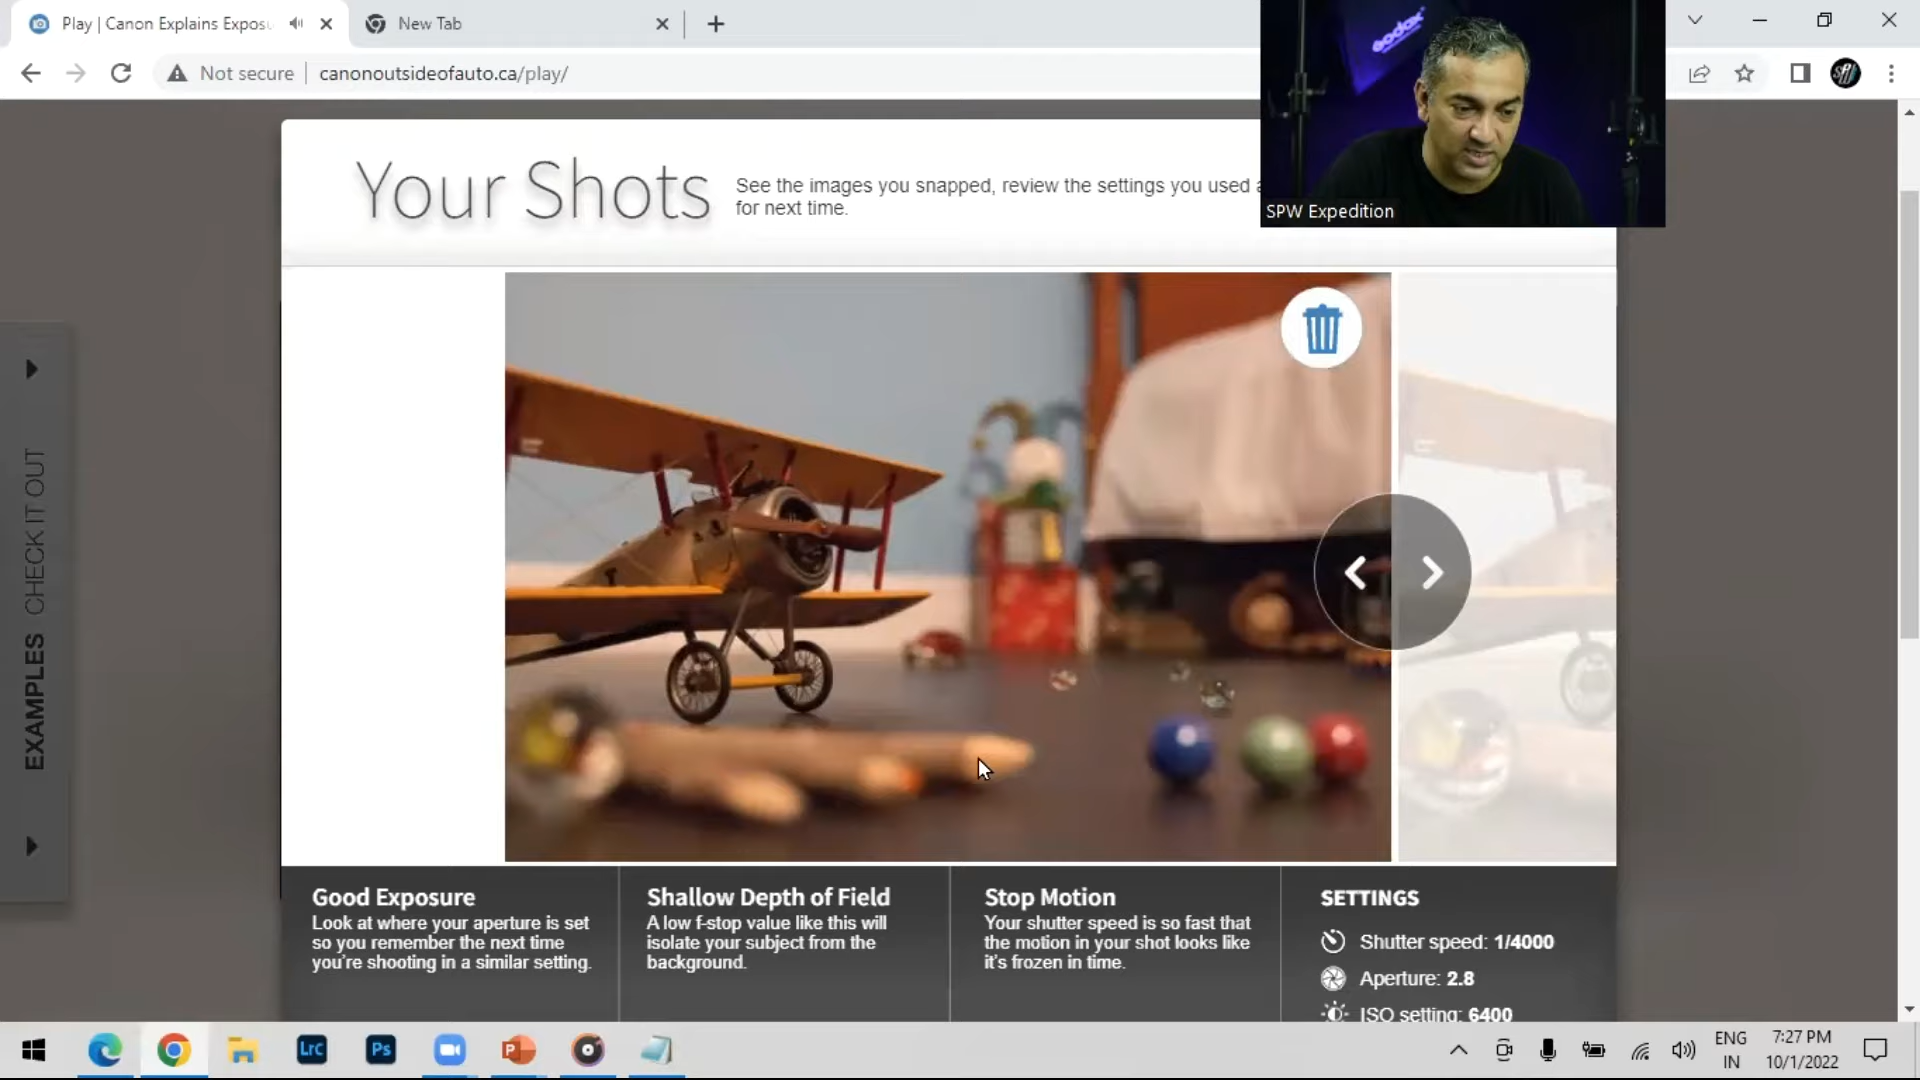 Play | Canon Explains Exposu
New Tab
Not secure
canonoutsideofauto.ca/play/
Godox
SPW Expedition
Your Shots
See the images you snapped, review the settings you used a
for next time.
EXAMPLES CHECK IT OUT
Good Exposure
Look at where your aperture is set
so you remember the next time
you're shooting in a similar setting.
Shallow Depth of Field
A low f-stop value like this will
isolate your subject from the
background.
Stop Motion
Your shutter speed is so fast that
the motion in your shot looks like
it's frozen in time.
SETTINGS
Shutter speed: 1/4000
Aperture: 2.8
ISO setting: 6400
LrC
Ps
P
ENG
IN
7:27 PM
10/1/2022